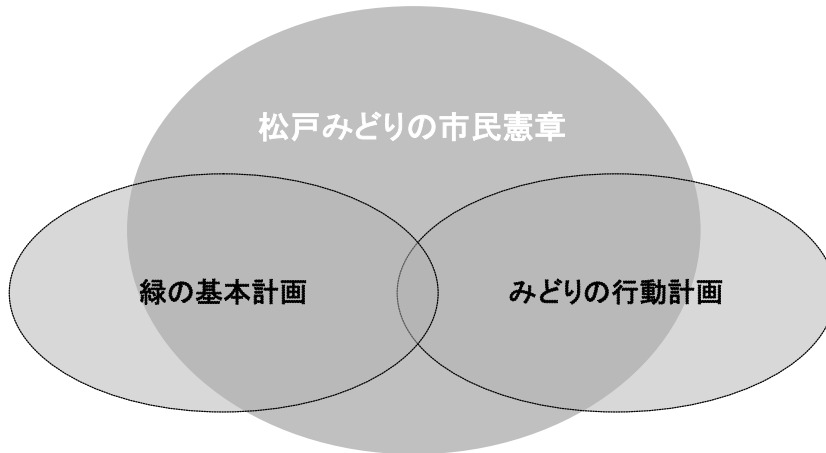 松戸みどりの市民憲章
緑の基本計画
みどりの行動計画